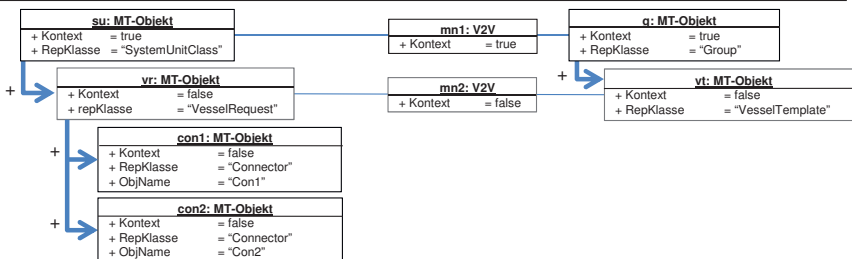 su: MT-Objekt
+ Kontext = true
+ RepKlasse = “SystemUnitClass”
mn1: V2V
+ Kontext = true
g: MT-Objekt
+ Kontext = true
+ RepKlasse = “Group”
+
vr: MT-Objekt
+ Kontext = false
+ repKlasse = “VesselRequest”
mn2: V2V
+ Kontext = false
+
vt: MT-Objekt
+ Kontext = false
+ RepKlasse = “VesselTemplate”
+
con1: MT-Objekt
+ Kontext = false
+ RepKlasse = “Connector”
+ ObjName = “Con1”
+
con2: MT-Objekt
+ Kontext = false
+ RepKlasse = “Connector”
+ ObjName = “Con2”